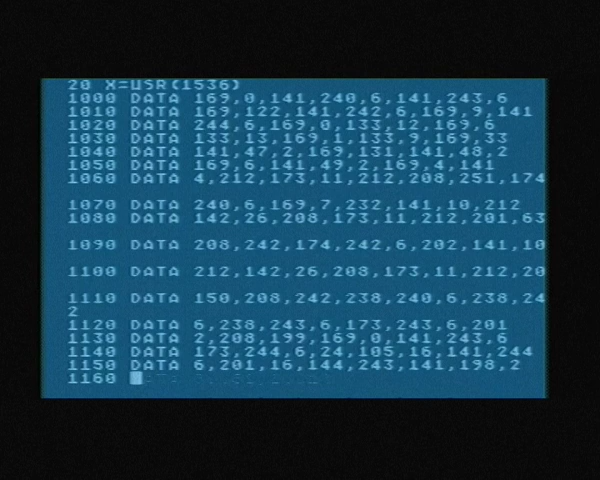 20 X=USR(1536)
1000 DATA 169,0,141,240,6,141,243,6
1010 DATA 169,122,141,242,6,169,9,141
1020 DATA 244,6,169,0,133,12,169,6
1030 DATA 133,13,169,1,133,9,169,33
1040 DATA 141,47,2,169,131,141,48,2
1050 DATA 169,6,141,49,2,169,4,141
1060 DATA 4,212,173,11,212,208,251,174
1070 DATA 240,6,169,7,232,141,10,212
1080 DATA 142,26,208,173,11,212,201,63
1090 DATA 208,242,174,242,6,202,141,10
1100 DATA 212,142,26,208,173,11,212,20
1110 DATA 150,208,242,238,240,6,238,24
2
1120 DATA 6,238,243,6,173,243,6,201
1130 DATA 2,208,199,169,0,141,243,6
1140 DATA 173,244,6,24,105,16,141,244
1150 DATA 6,201,16,144,243,141,198,2
1160